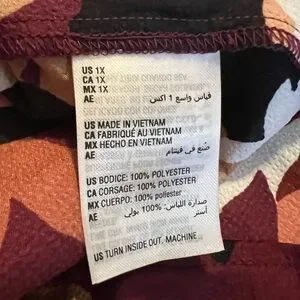 US 1X
CA 1X
MX 1X
AE قياس واسع 1 اكس
US MADE IN VIETNAM
CA FABRIQUÉ AU VIETNAM
MX HECHO EN VIETNAM
AE صنع في فيتنام
US BODICE: 100% POLYESTER
CA CORSAGE: 100% POLYESTER
MX CUERPO: 100% poliester
AE صدارة اللباس: 100% بولي
أستر
US TURN INSIDE OUT, MACHINE